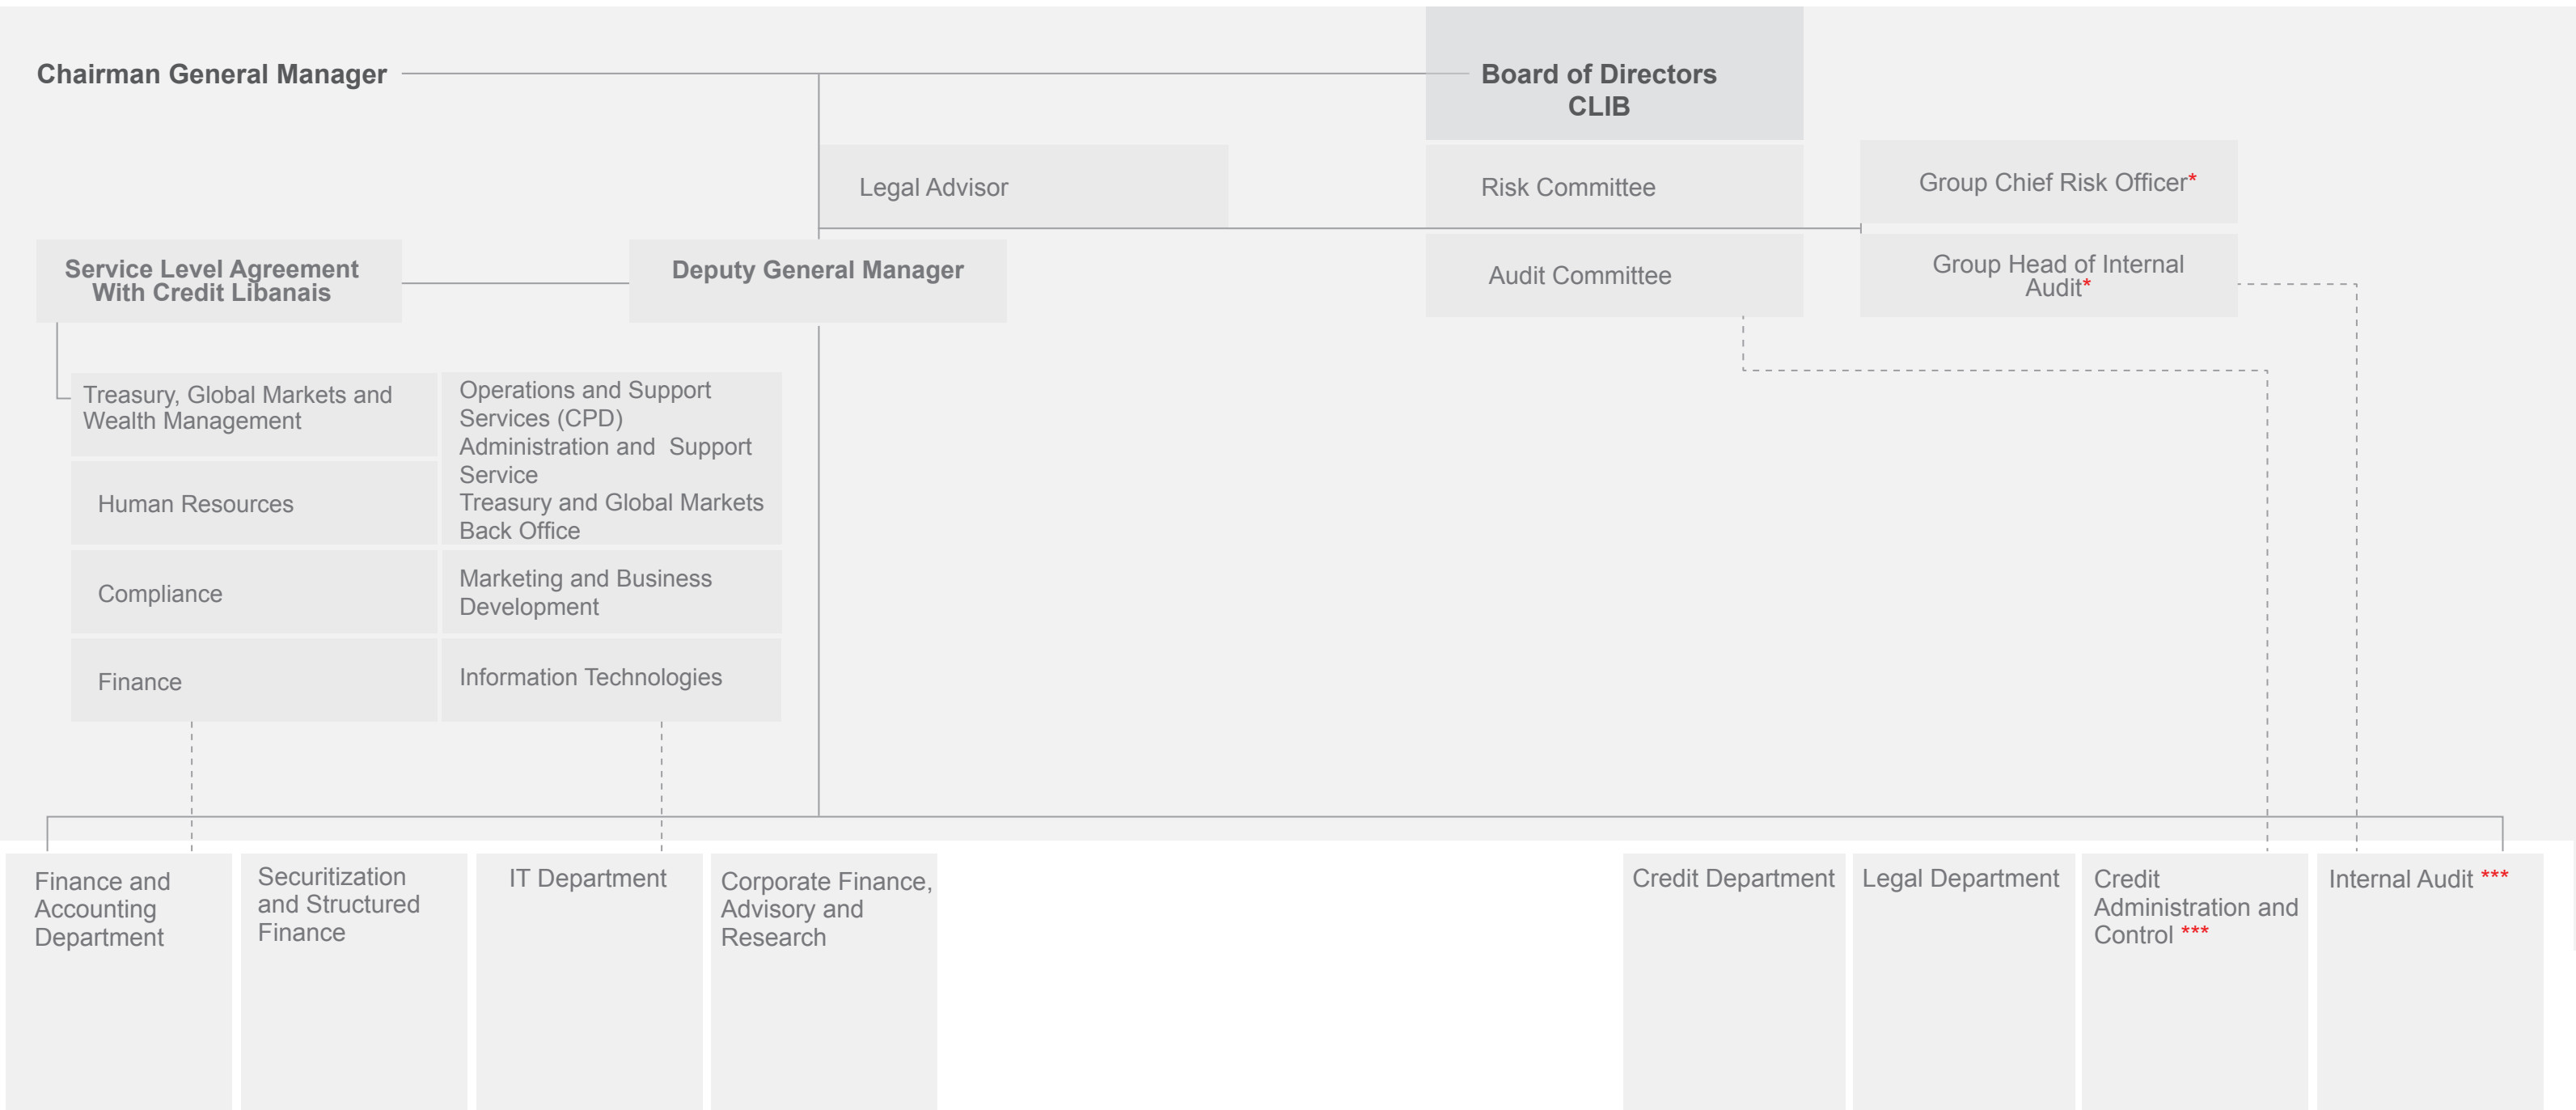 Chairman General Manager
Board of Directors
CLIB
Legal Advisor
Risk Committee
Group Chief Risk Officer*
Service Level Agreement
With Credit Libanais
Deputy General Manager
Audit Committee
Group Head of Internal
Audit*
Treasury, Global Markets and
Wealth Management
Operations and Support
Services (CPD)
Administration and  Support
Service
Treasury and Global Markets
Back Office
Human Resources
Compliance
Marketing and Business
Development
Finance
Information Technologies
Finance and
Accounting
Department
Securitization
and Structured
Finance
IT Department
Corporate Finance,
Advisory and
Research
Credit Department
Legal Department
Credit
Administration and
Control ***
Internal Audit ***